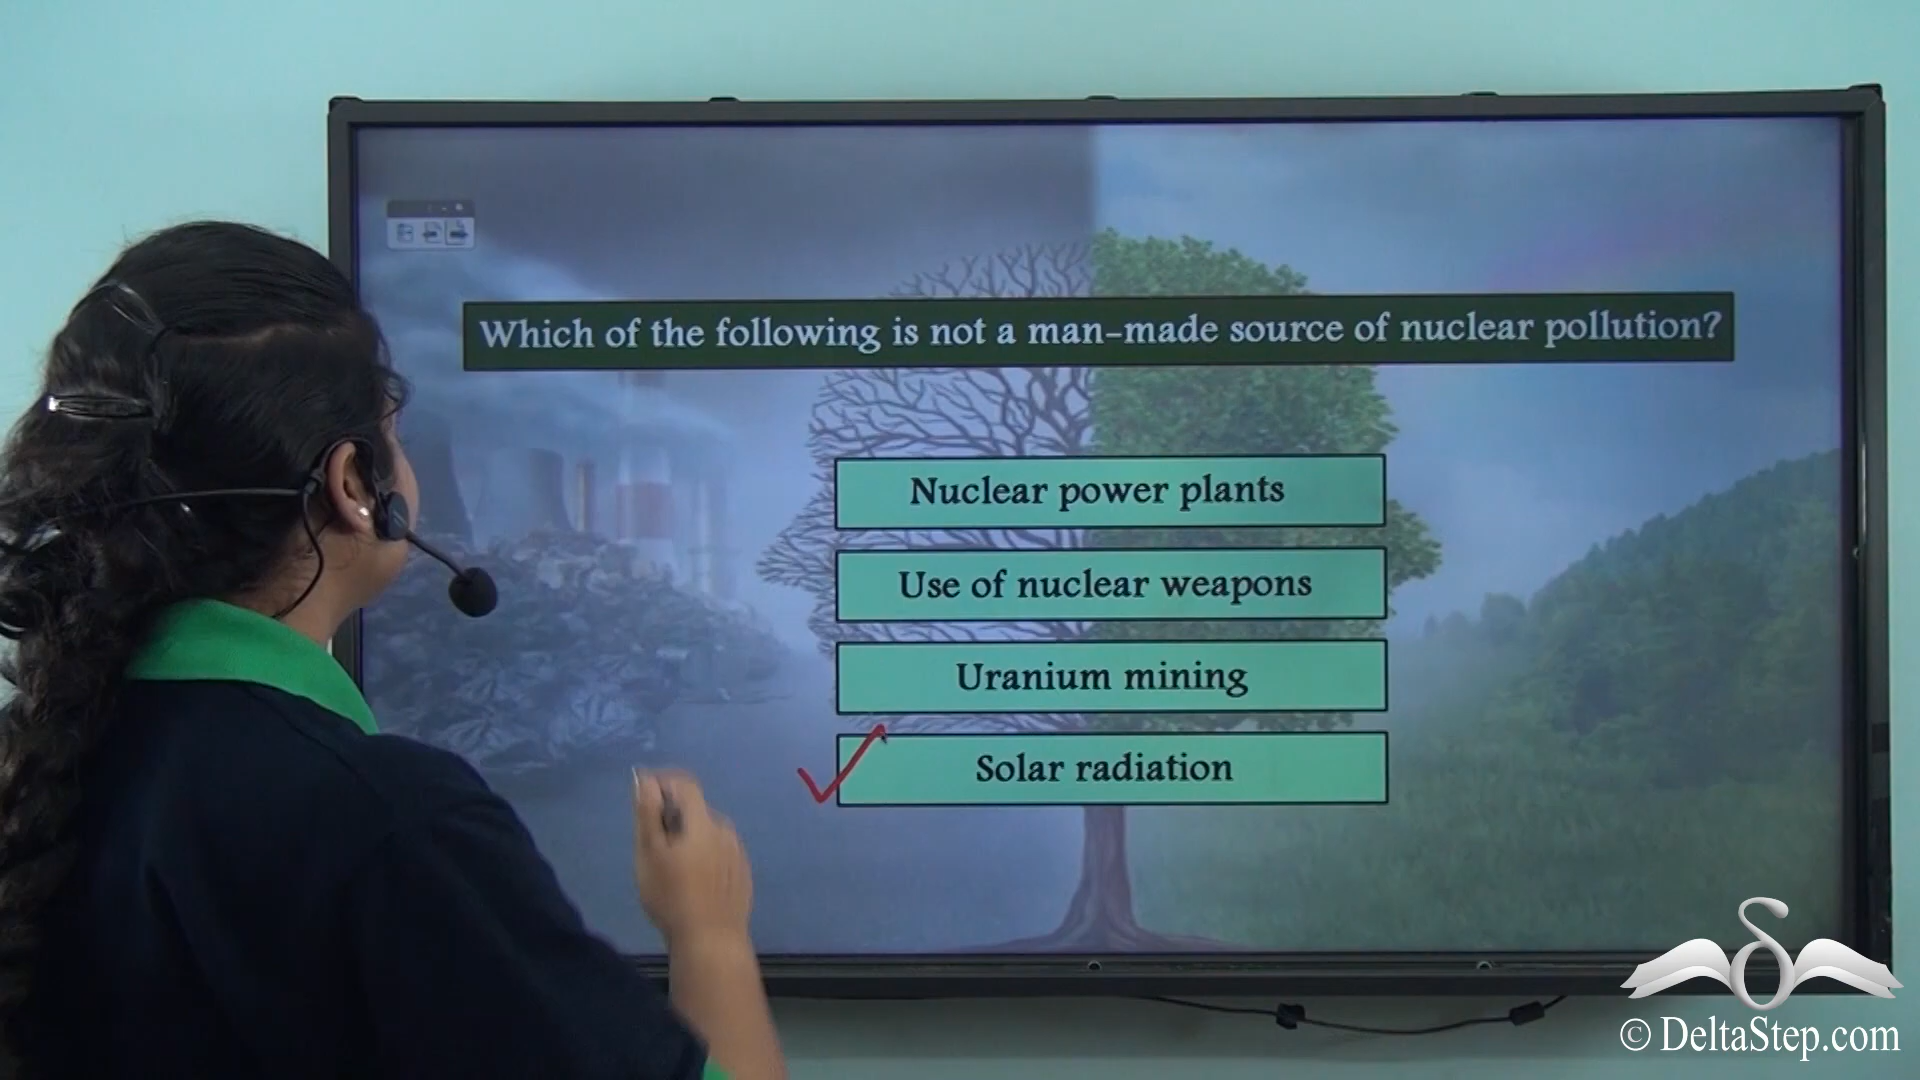 Which of the following is not a man-made source of nuclear pollution?
Nuclear power plants
Use of nuclear weapons
Uranium mining
Solar radiation
© DeltaStep.com